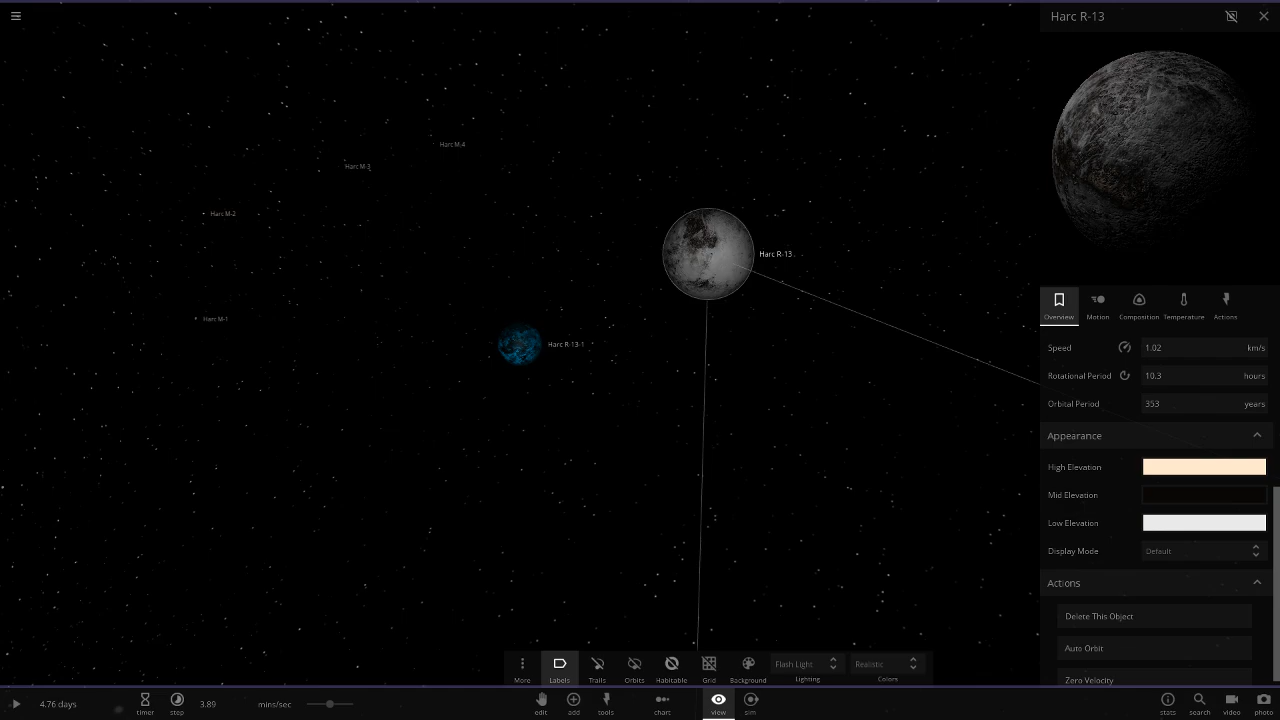 Harc R-13
Harc M-4
Harc M-3
Harc M-2
Harc R-13
Harc M-1
Harc R-13-1
Overview
Motion
Composition
Temperature
Actions
Speed 1.02 km/s
Rotational Period 10.3 hours
Orbital Period 353 years
Appearance
High Elevation
Mid Elevation
Low Elevation
Display Mode Default
Actions
Delete This Object
Auto Orbit
Zero Velocity
More
Labels
Trails
Orbits
Habitable
Grid
Background
Flash Light
Lighting
Realistic
Colors
4.76 days
timer
step
3.89 mins/sec
edit
add
tools
chart
view
sim
stats
search
video
photo